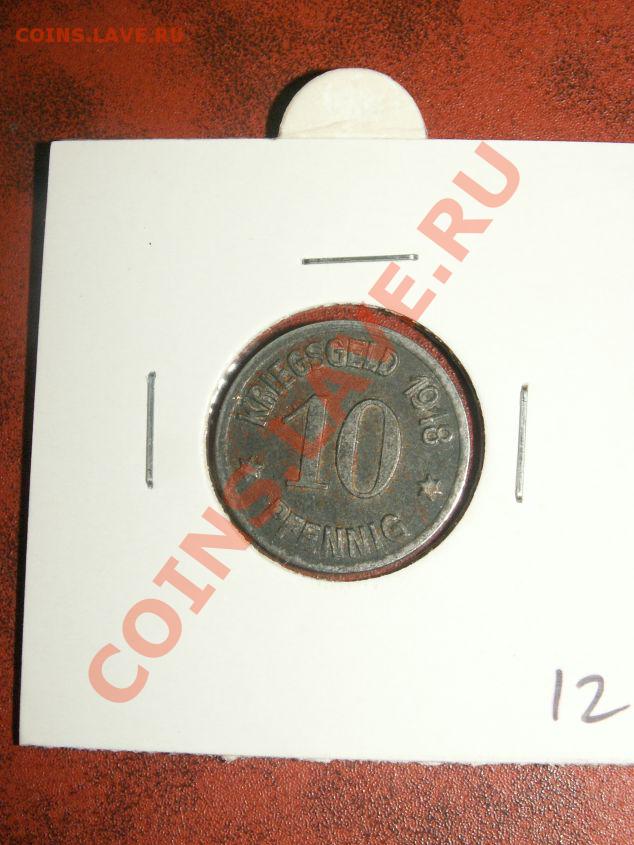 COINS.LAVE.RU
KRIEGSGELD 1918
10
PFENNIG
COINS.LAVE.RU
12